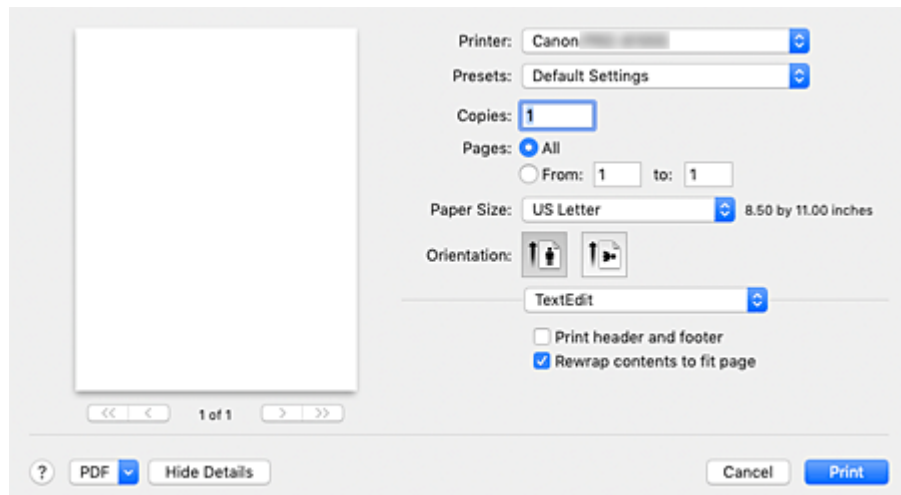 Printer: Canon
Presets: Default Settings
Copies: 1
Pages: All
From: 1 to: 1
Paper Size: US Letter 8.50 by 11.00 inches
Orientation:
TextEdit
Print header and footer
Rewrap contents to fit page
<< < 1 of 1 > >>
? PDF Hide Details Cancel Print